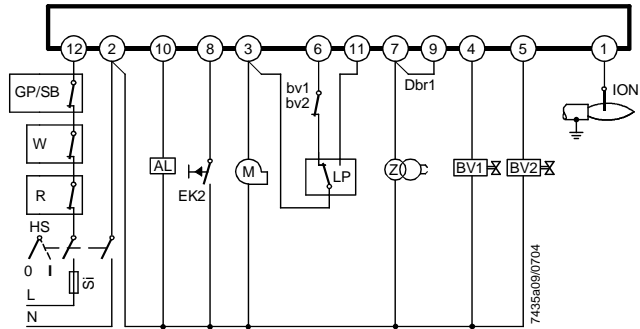 12 2 10 8 3 6 11 7 9 4 5 1
GP/SB
bv1
bv2
Dbr1
ION
W
AL
EK2
M
LP
Z
BV1
BV2
R
HS
0 I
Si
L
N
7435a09/0704